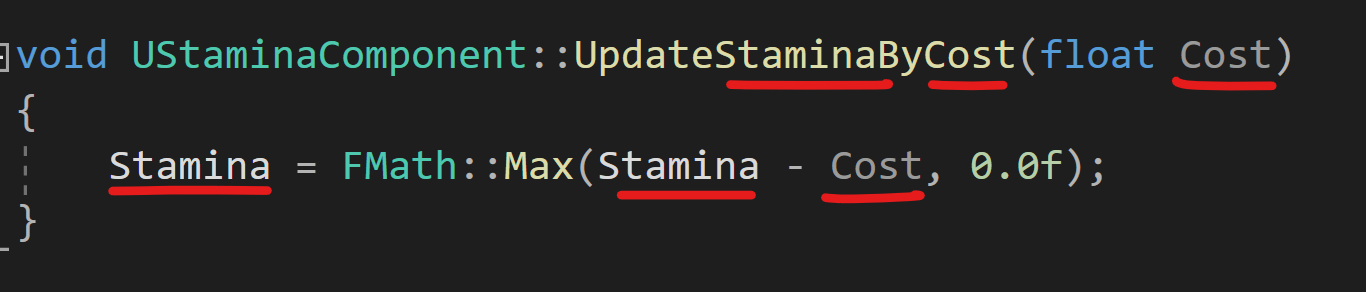 void UStaminaComponent::UpdateStaminaByCost(float Cost)
{
Stamina = FMath::Max(Stamina - Cost, 0.0f);
}